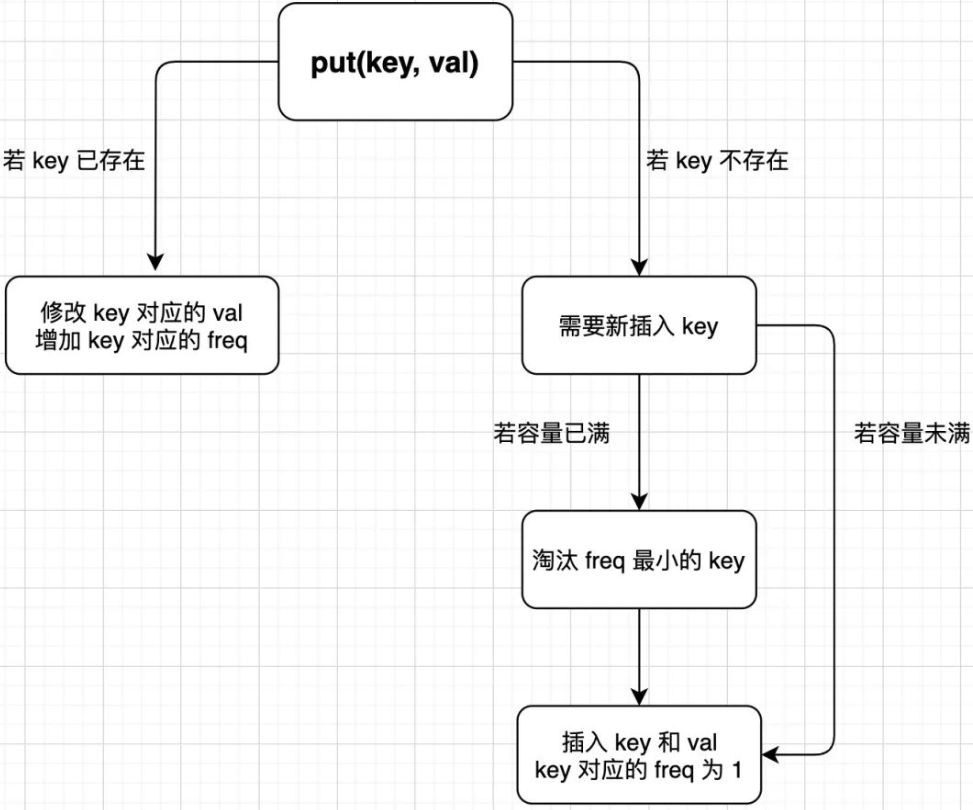 put(key, val)
若 key 已存在
若 key 不存在
修改 key 对应的 val
增加 key 对应的 freq
需要新插入 key
若容量已满
若容量未满
淘汰 freq 最小的 key
插入 key 和 val
key 对应的 freq 为 1